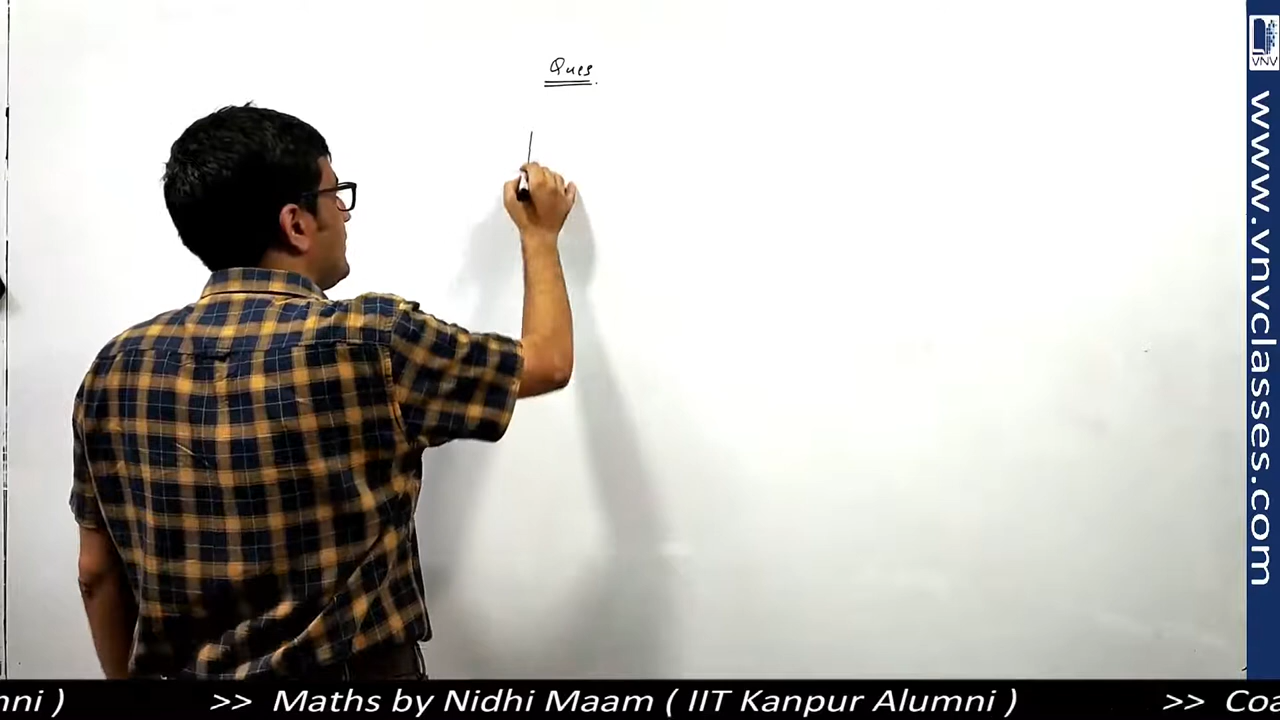 Ques
VNV
www.vnvclasses.com
nni ) >> Maths by Nidhi Maam ( IIT Kanpur Alumni ) >> Coa